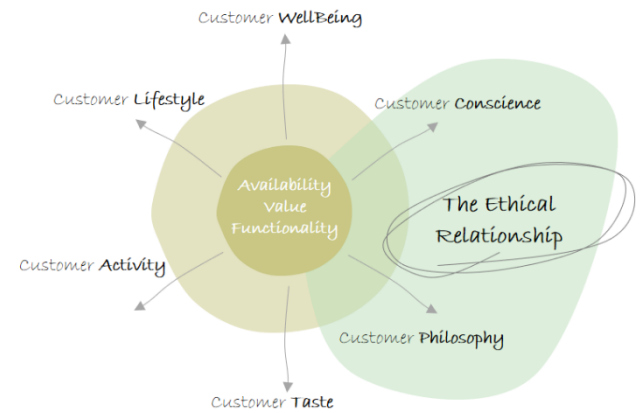 Customer WellBeing
Customer Lifestyle
Customer Conscience
Availability
Value
Functionality
The Ethical
Relationship
Customer Activity
Customer Philosophy
Customer Taste